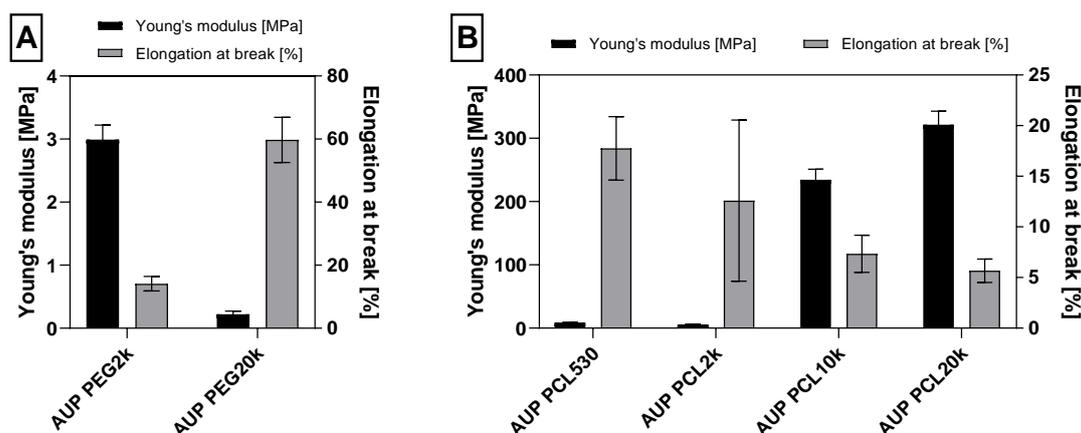 A
Young's modulus [MPa]
Elongation at break [%]
Young's modulus [MPa]
4
3
2
1
0
80
60
40
20
0
Elongation at break
[%]
AUP PEG2k
AUP PEG20k
B
Young's modulus [MPa]
Elongation at break [%]
Young's modulus [MPa]
400
300
200
100
0
25
20
15
10
5
0
Elongation at break
[%]
AUP PCL530
AUP PCL2k
AUP PCL10k
AUP PCL20k